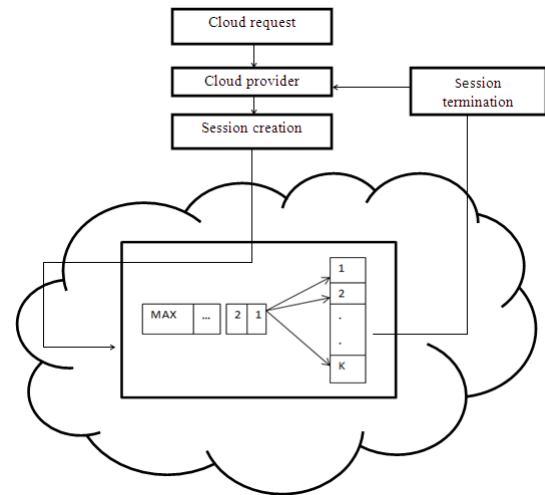 Cloud request
Cloud provider
Session
termination
Session creation
1
MAX ... 2 1
2
.
.
K